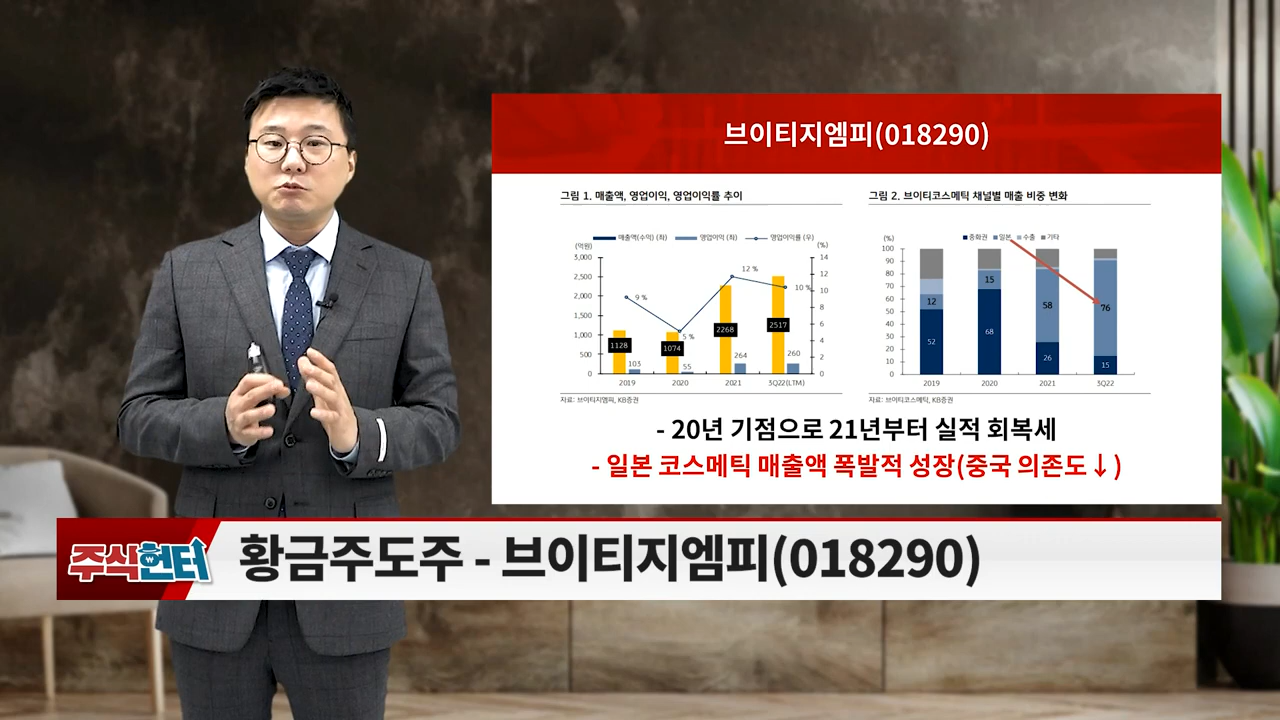 브이티지엠피(018290)
그림 1. 매출액, 영업이익, 영업이익률 추이
매출액(수익) (좌) 영업이익 (좌) 영업이익률 (우)
(억원) (%)
3,000 14
2,500 12
2,000 10
1,500 8
1,000 6
4
500 2
0 0
9 % 5 % 12 % 10 %
1128 1074 2268 2517
103 55 264 260
2019 2020 2021 3Q22(LTM)
자료: 브이티지엠피, KB증권
그림 2. 브이티코스메틱 채널별 매출 비중 변화
(%) 중화권 일본 수출 기타
100
90
80
70
60
50
40
30
20
10
0
12 15 58 76
52 68 26 15
2019 2020 2021 3Q22
자료: 브이티코스메틱, KB증권
- 20년 기점으로 21년부터 실적 회복세
- 일본 코스메틱 매출액 폭발적 성장(중국 의존도↓)
주식헌터
황금주도주 - 브이티지엠피(018290)